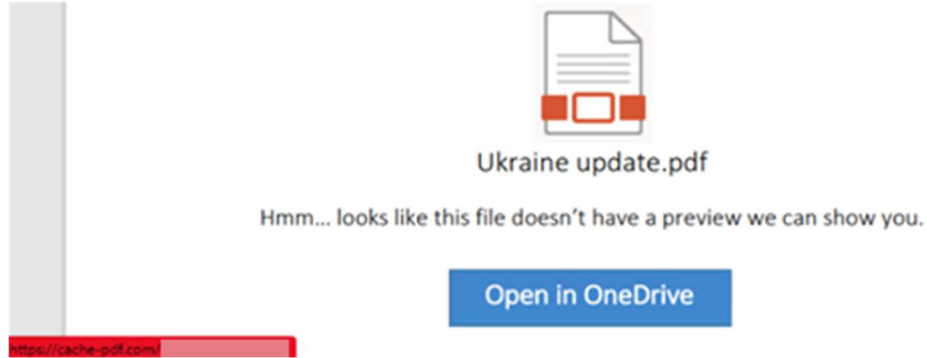 Ukraine update.pdf
Hmm... looks like this file doesn’t have a preview we can show you.
Open in OneDrive
https://cache-pdf.com/